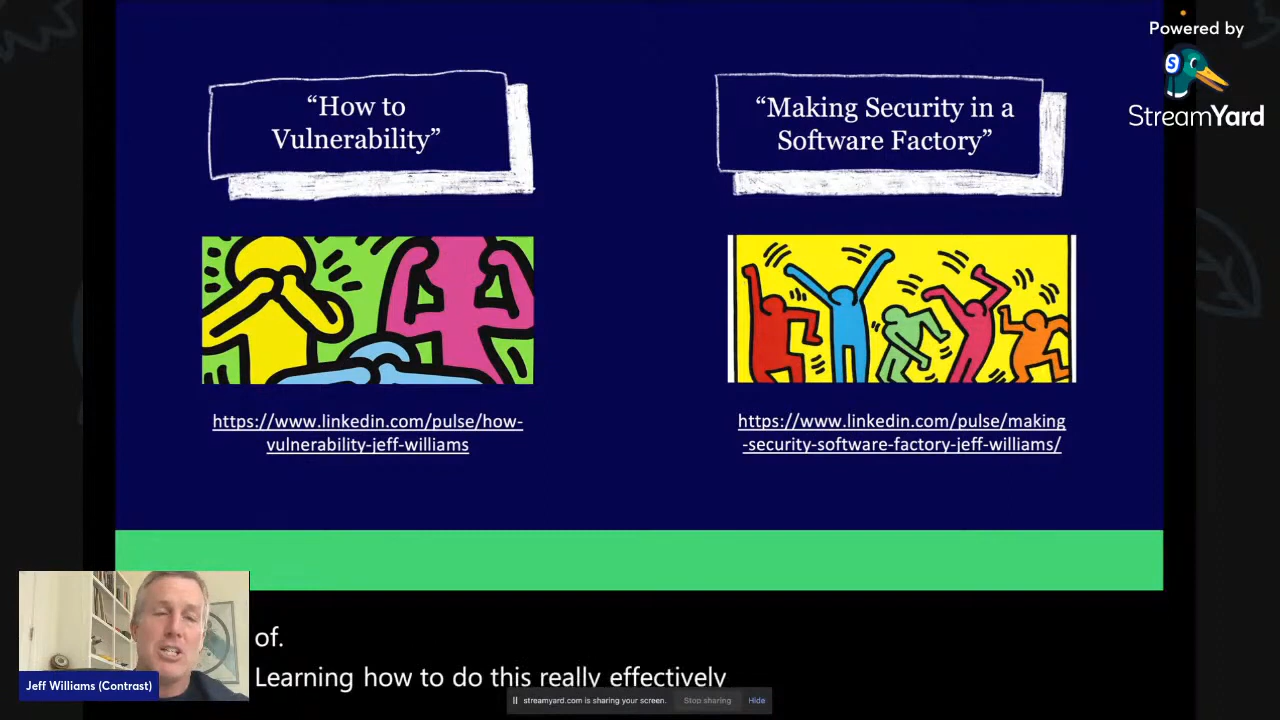 Powered by
S
StreamYard
“How to
Vulnerability”
“Making Security in a
Software Factory”
https://www.linkedin.com/pulse/how-
vulnerability-jeff-williams
https://www.linkedin.com/pulse/making
-security-software-factory-jeff-williams/
of.
Learning how to do this really effectively
Jeff Williams (Contrast)
streamyard.com is sharing your screen.
Stop sharing
Hide